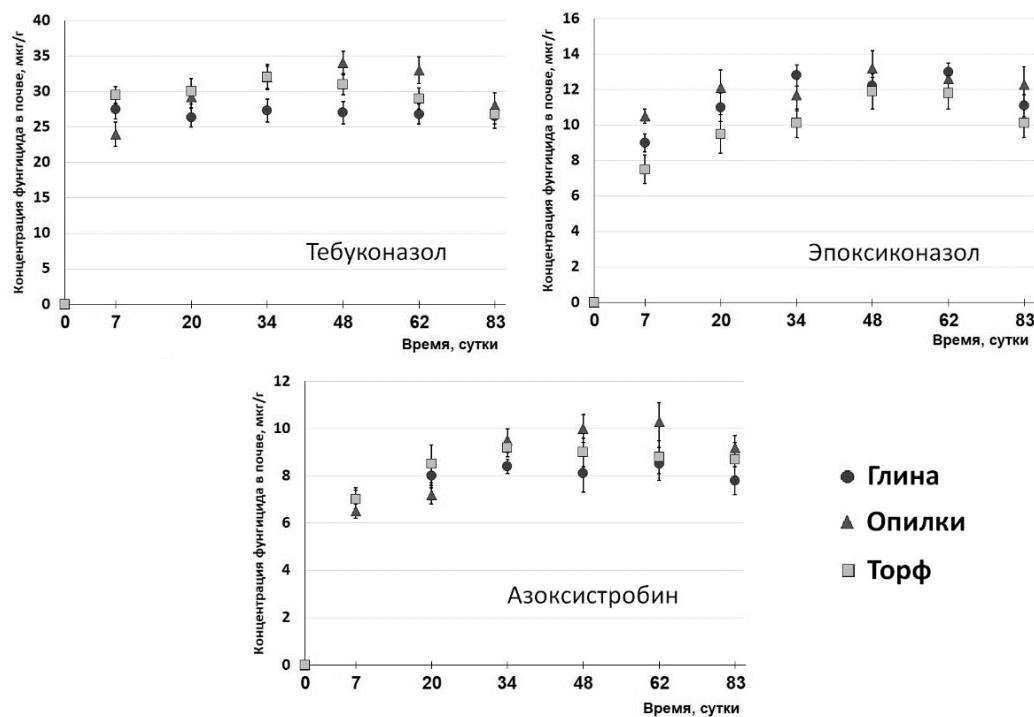 Концентрация фунгицида в почве, мкг/г
40
35
30
25
20
15
10
5
0
0 7 20 34 48 62 83
Время, сутки
Тебуконазол
Концентрация фунгицида в почве, мкг/г
16
14
12
10
8
6
4
2
0
0 7 20 34 48 62 83
Время, сутки
Эпоксиконазол
Концентрация фунгицида в почве, мкг/г
12
10
8
6
4
2
0
0 7 20 34 48 62 83
Время, сутки
Азоксистробин
Глина
Опилки
Торф